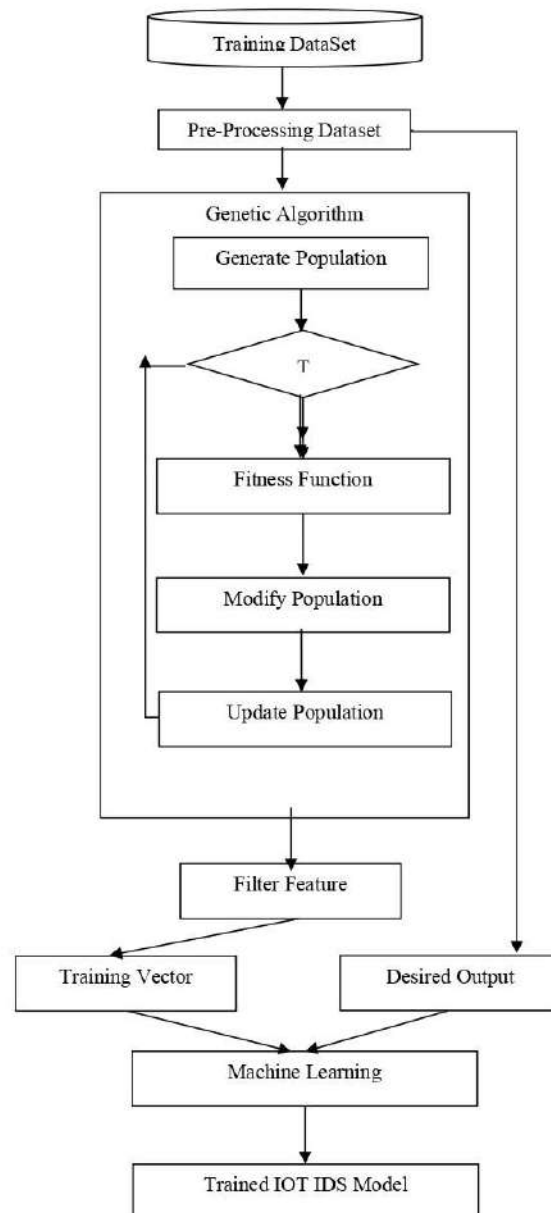 Training DataSet
Pre-Processing Dataset
Genetic Algorithm
Generate Population
T
Fitness Function
Modify Population
Update Population
Filter Feature
Training Vector
Desired Output
Machine Learning
Trained IOT IDS Model